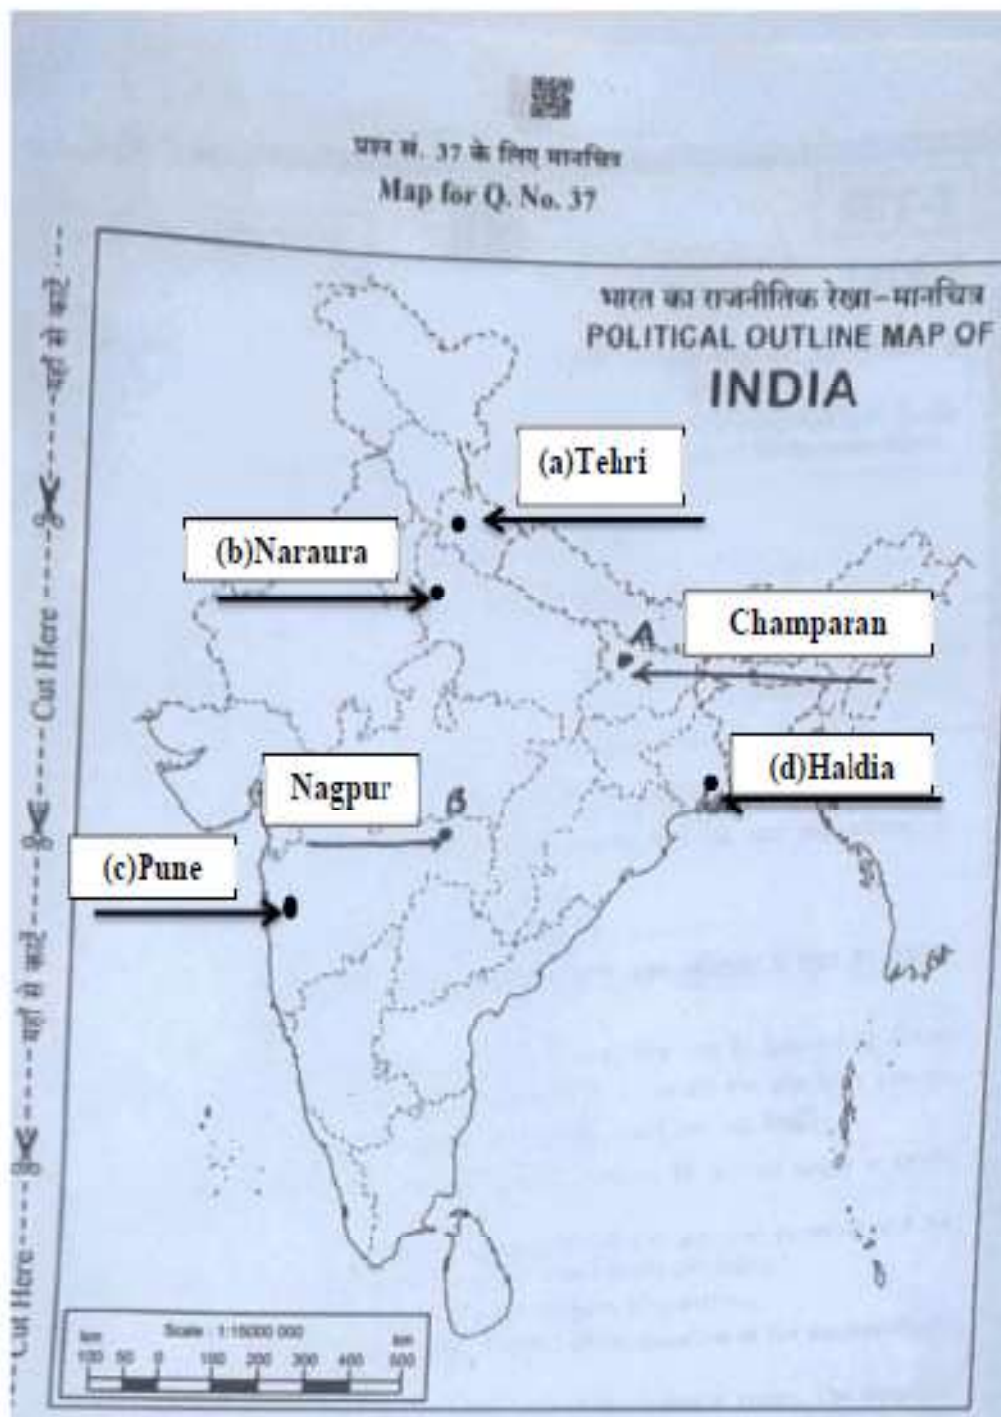 प्रश्न सं. 37 के लिए मानचित्र
Map for Q. No. 37
भारत का राजनीतिक रेखा-मानचित्र
POLITICAL OUTLINE MAP OF
INDIA
(a)Tehri
(b)Naraura
A
Champaran
(d)Haldia
Nagpur
B
(c)Pune
यहाँ से काटें
Cut Here
यहाँ से काटें
Cut Here
Scale : 1:15000 000
km km
100 50 0 100 200 300 400 500